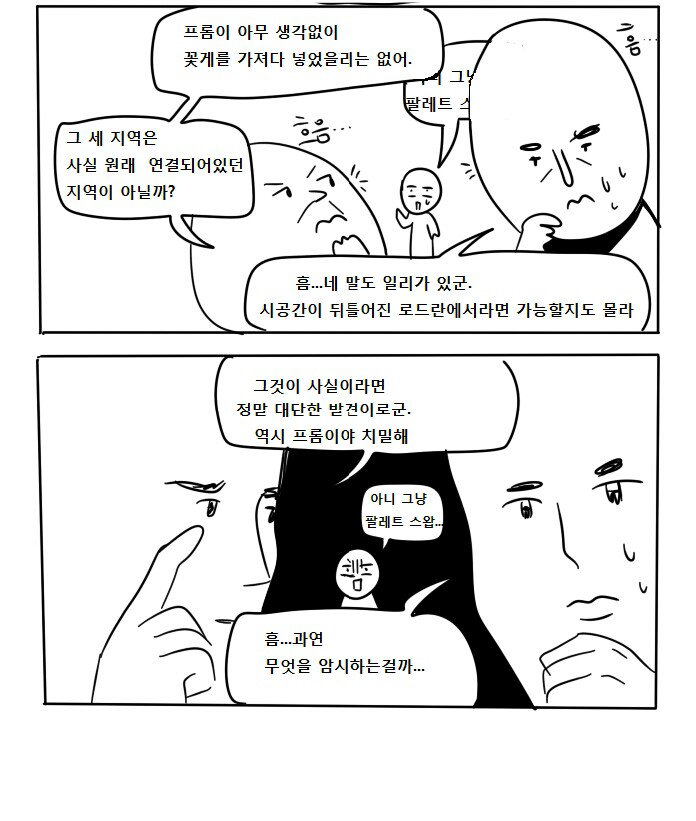 프롬이 아무 생각없이
꽃게를 가져다 넣었을리는 없어.
그 세 지역은
사실 원래 연결되어있던
지역이 아닐까?
그냥
팔레트 스
흐음...
흐음...
흠...네 말도 일리가 있군.
시공간이 뒤틀어진 로드란에서라면 가능할지도 몰라
그것이 사실이라면
정말 대단한 발견이로군.
역시 프롬이야 치밀해
아니 그냥
팔레트 스왑...
흠...과연
무엇을 암시하는걸까...